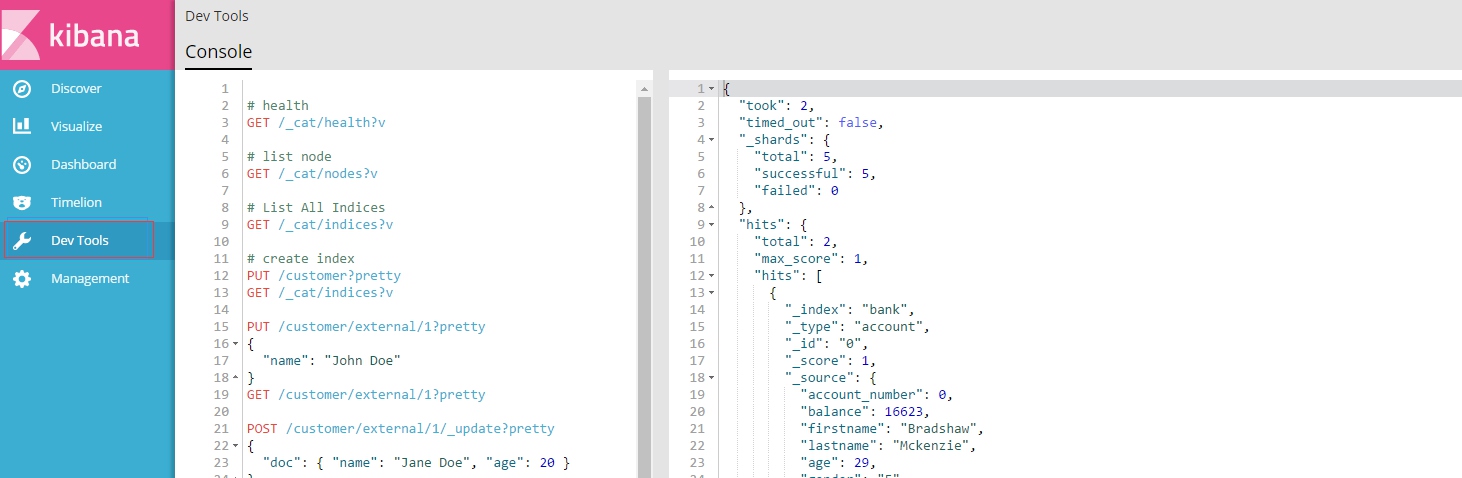 kibana
Discover
Visualize
Dashboard
Timelion
Dev Tools
Management
Dev Tools
Console
1
2 # health
3 GET /_cat/health?v
4
5 # list node
6 GET /_cat/nodes?v
7
8 # List All Indices
9 GET /_cat/indices?v
10
11 # create index
12 PUT /customer?pretty
13 GET /_cat/indices?v
14
15 PUT /customer/external/1?pretty
16 {
17 "name": "John Doe"
18 }
19 GET /customer/external/1?pretty
20
21 POST /customer/external/1/_update?pretty
22 {
23 "doc": { "name": "Jane Doe", "age": 20 }
1 {
2 "took": 2,
3 "timed_out": false,
4 "_shards": {
5 "total": 5,
6 "successful": 5,
7 "failed": 0
8 },
9 "hits": {
10 "total": 2,
11 "max_score": 1,
12 "hits": [
13 {
14 "_index": "bank",
15 "_type": "account",
16 "_id": "0",
17 "_score": 1,
18 "_source": {
19 "account_number": 0,
20 "balance": 16623,
21 "firstname": "Bradshaw",
22 "lastname": "Mckenzie",
23 "age": 29,